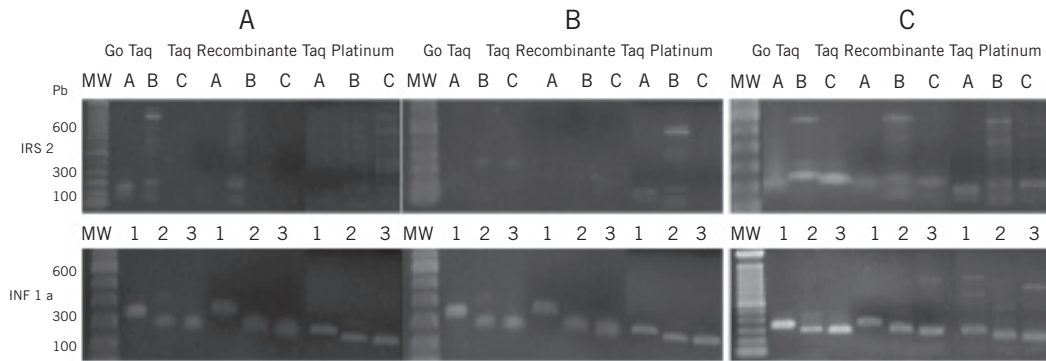 A B C
Go Taq Taq Recombinante Taq Platinum Go Taq Taq Recombinante Taq Platinum Go Taq Taq Recombinante Taq Platinum
MW A B C A B C A B C MW A B C A B C A B C MW A B C A B C A B C
Pb
600
IRS 2
300
100
MW 1 2 3 1 2 3 1 2 3 MW 1 2 3 1 2 3 1 2 3 MW 1 2 3 1 2 3 1 2 3
600
INF 1 a
300
100